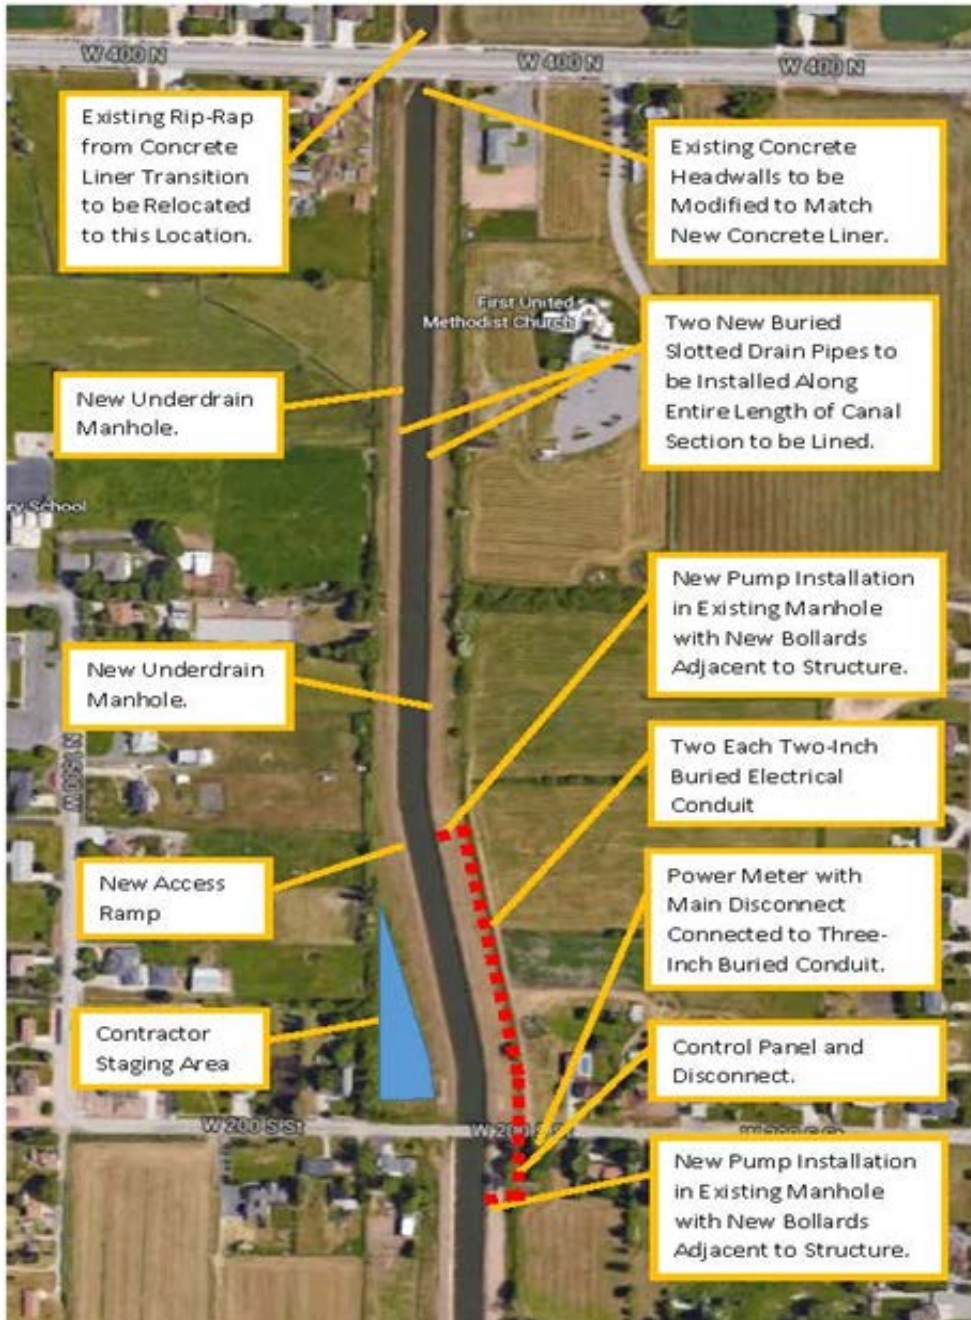 W 400 N
W 400 N
W 400 N
Existing Rip-Rap
from Concrete
Liner Transition
to be Relocated
to this Location.
Existing Concrete
Headwalls to be
Modified to Match
New Concrete Liner.
First United
Methodist Church
Two New Buried
Slotted Drain Pipes to
be Installed Along
Entire Length of Canal
Section to be Lined.
New Underdrain
Manhole.
ry School
New Pump Installation
in Existing Manhole
with New Bollards
Adjacent to Structure.
New Underdrain
Manhole.
Two Each Two-Inch
Buried Electrical
Conduit
New Access
Ramp
Power Meter with
Main Disconnect
Connected to Three-
Inch Buried Conduit.
Contractor
Staging Area
Control Panel and
Disconnect.
W 200 S St
W 200 S St
W 200 S St
New Pump Installation
in Existing Manhole
with New Bollards
Adjacent to Structure.